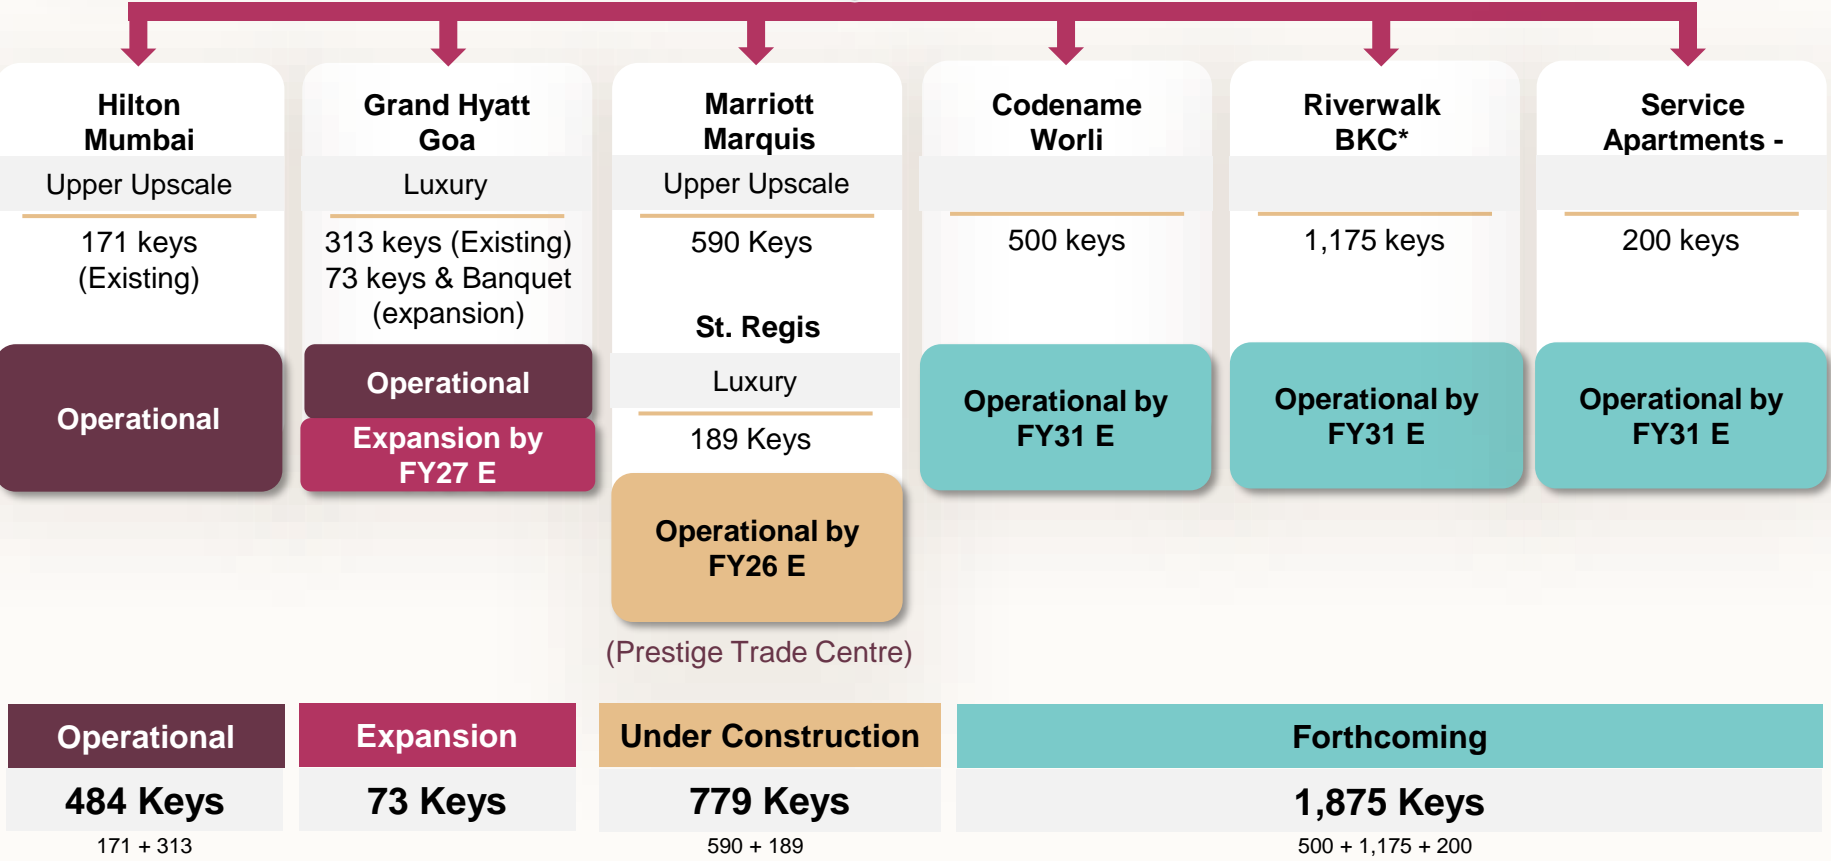 Hilton
Mumbai
Upper Upscale
171 keys
(Existing)
Operational
Grand Hyatt
Goa
Luxury
313 keys (Existing)
73 keys & Banquet
(expansion)
Operational
Expansion by
FY27 E
Marriott
Marquis
Upper Upscale
590 Keys
St. Regis
Luxury
189 Keys
Operational by
FY26 E
(Prestige Trade Centre)
Codename
Worli
500 keys
Operational by
FY31 E
Riverwalk
BKC*
1,175 keys
Operational by
FY31 E
Service
Apartments -
200 keys
Operational by
FY31 E
Operational
484 Keys
171 + 313
Expansion
73 Keys
Under Construction
779 Keys
590 + 189
Forthcoming
1,875 Keys
500 + 1,175 + 200